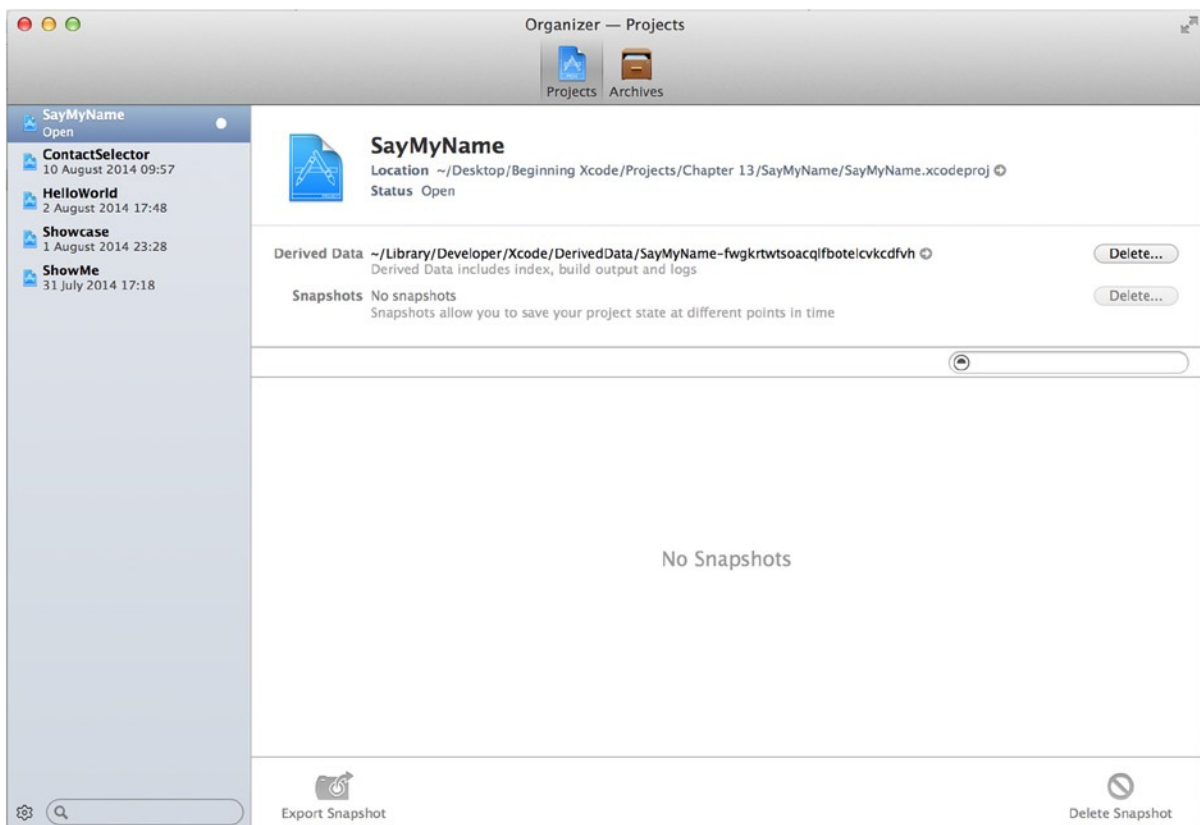 Organizer — Projects
Projects Archives
SayMyName
Open
ContactSelector
10 August 2014 09:57
HelloWorld
2 August 2014 17:48
Showcase
1 August 2014 23:28
ShowMe
31 July 2014 17:18
SayMyName
Location ~/Desktop/Beginning Xcode/Projects/Chapter 13/SayMyName/SayMyName.xcodeproj
Status Open
Derived Data ~/Library/Developer/Xcode/DerivedData/SayMyName-fwgkrtwtsoacqlfbotelcvkcdfvh
Delete...
Derived Data includes index, build output and logs
Snapshots No snapshots
Delete...
Snapshots allow you to save your project state at different points in time
No Snapshots
Export Snapshot
Delete Snapshot